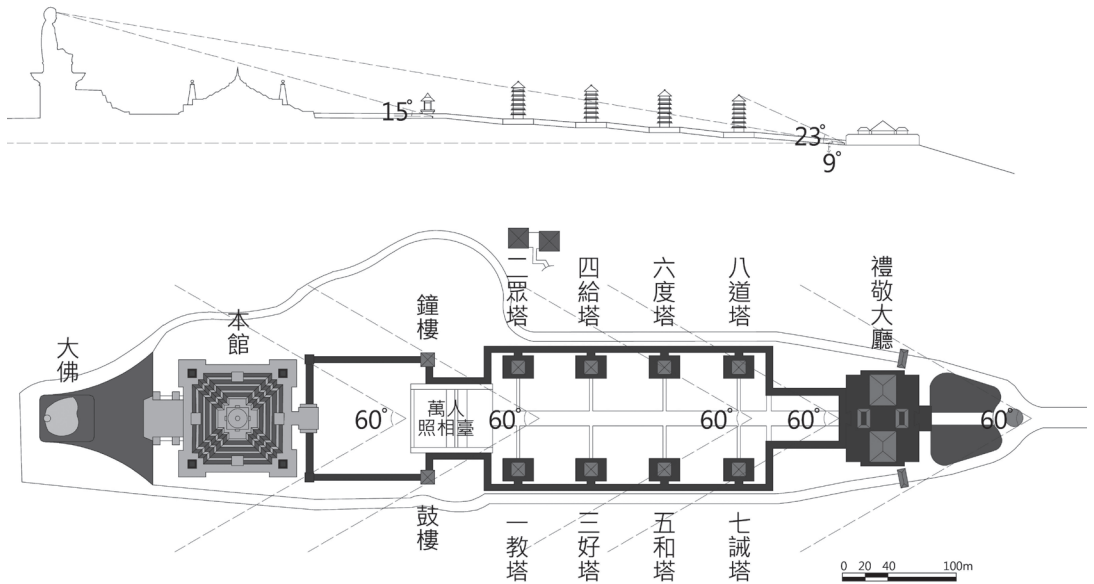 15°
23°
9°
二眾塔
四給塔
六度塔
八道塔
禮敬大廳
鐘樓
本館
大佛
萬人
照相臺
60°
60°
60°
60°
60°
鼓樓
一教塔
三好塔
五和塔
七誡塔
0 20 40 100m